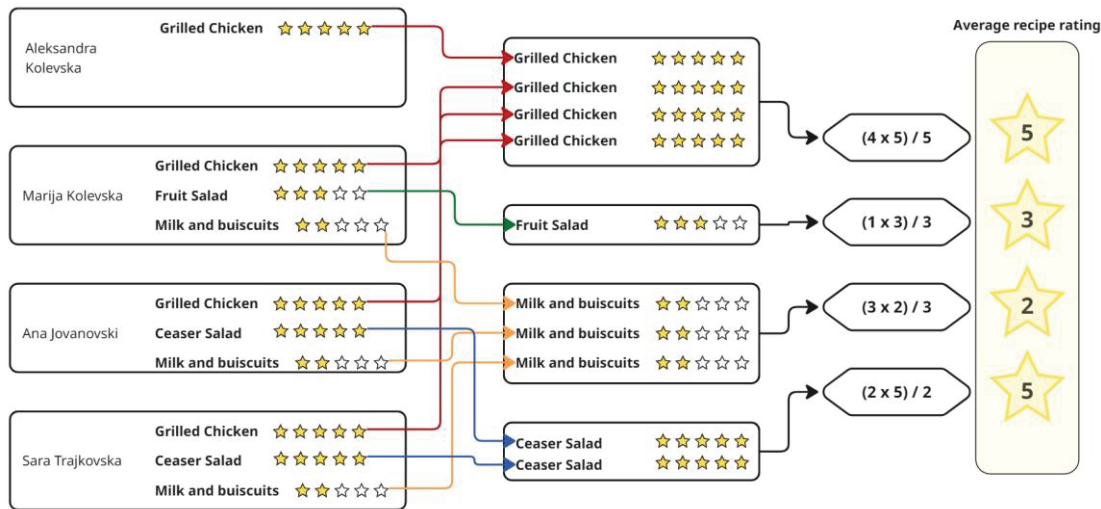 Average recipe rating
Aleksandra
Kolevska
Grilled Chicken
Marija Kolevska
Grilled Chicken
Fruit Salad
Milk and buiscuits
Ana Jovanovski
Grilled Chicken
Ceaser Salad
Milk and buiscuits
Sara Trajkovska
Grilled Chicken
Ceaser Salad
Milk and buiscuits
Grilled Chicken
Grilled Chicken
Grilled Chicken
Grilled Chicken
Fruit Salad
Milk and buiscuits
Milk and buiscuits
Milk and buiscuits
Ceaser Salad
Ceaser Salad
(4 x 5) / 5
(1 x 3) / 3
(3 x 2) / 3
(2 x 5) / 2
5
3
2
5